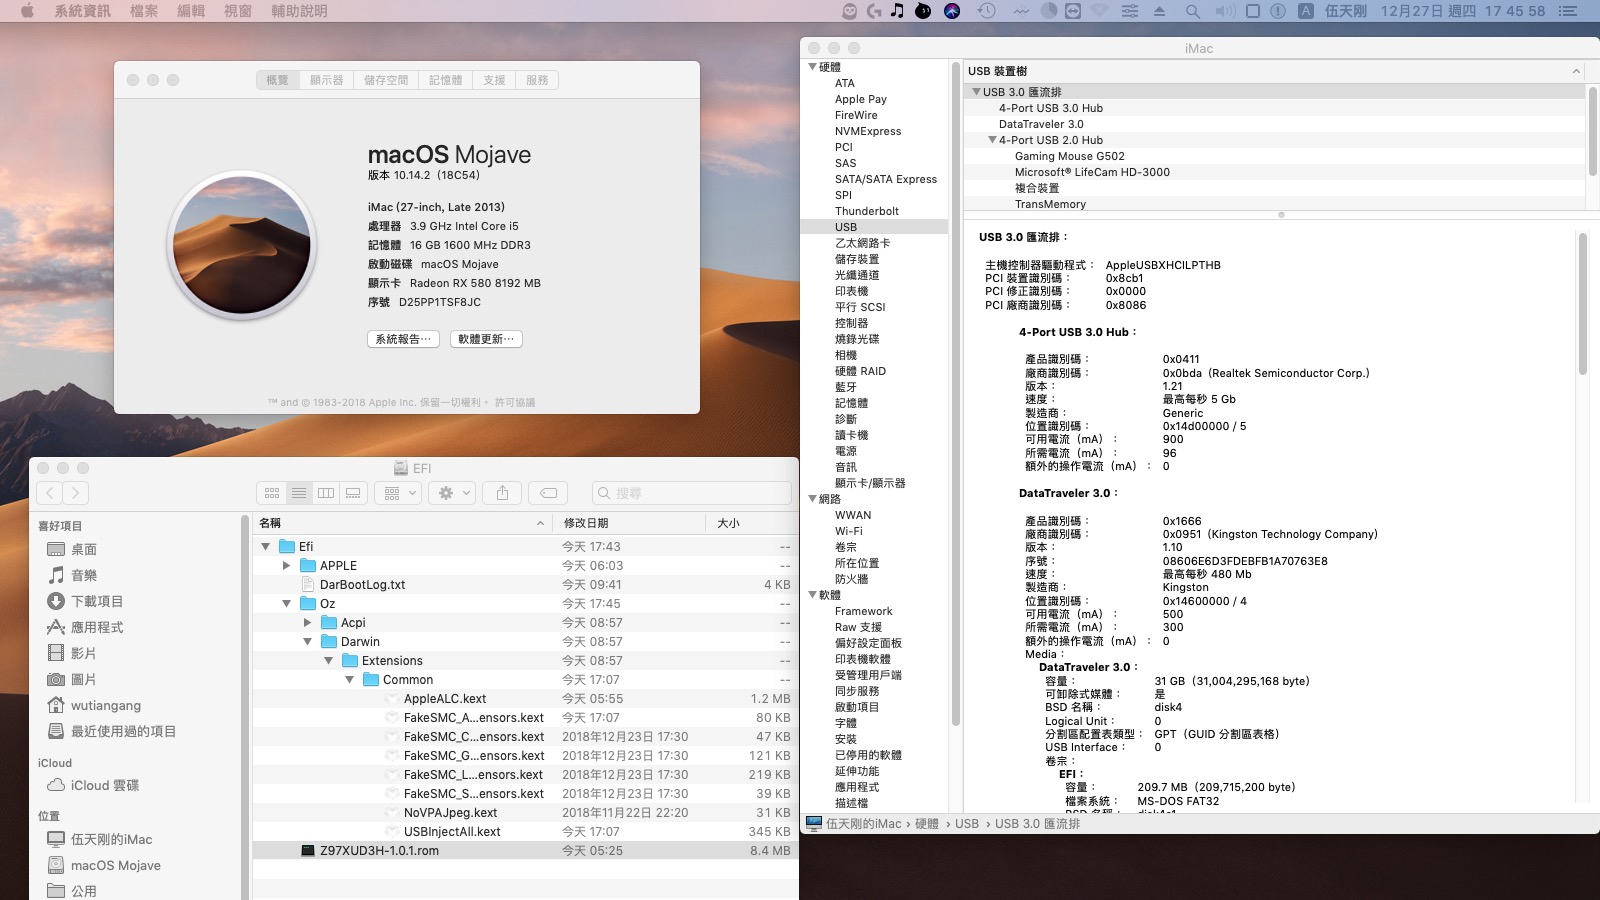 系統資訊 檔案 編輯 視窗 輔助說明
伍天剛 12月27日 週四 17 45 58
概覽 顯示器 儲存空間 記憶體 支援 服務
macOS Mojave
版本 10.14.2 (18C54)
iMac (27-inch, Late 2013)
處理器 3.9 GHz Intel Core i5
記憶體 16 GB 1600 MHz DDR3
啟動磁碟 macOS Mojave
顯示卡 Radeon RX 580 8192 MB
序號 D25PP1TSF8JC
系統報告⋯ 軟體更新⋯
™ and © 1983-2018 Apple Inc. 保留一切權利。 許可協議
EFI
搜尋
喜好項目
桌面
音樂
下載項目
應用程式
影片
圖片
wutiangang
最近使用過的項目
iCloud
iCloud 雲碟
位置
伍天剛的iMac
macOS Mojave
公用
名稱 修改日期 大小
Efi 今天 17:43 --
APPLE 今天 06:03 --
DarBootLog.txt 今天 09:41 4 KB
Oz 今天 17:45 --
Acpi 今天 08:57 --
Darwin 今天 08:57 --
Extensions 今天 08:57 --
Common 今天 17:07 --
AppleALC.kext 今天 05:55 1.2 MB
FakeSMC_A...ensors.kext 今天 17:07 80 KB
FakeSMC_C...ensors.kext 2018年12月23日 17:30 47 KB
FakeSMC_G...ensors.kext 2018年12月23日 17:30 121 KB
FakeSMC_L...ensors.kext 2018年12月23日 17:30 219 KB
FakeSMC_S...ensors.kext 2018年12月23日 17:30 39 KB
NoVPAJpeg.kext 2018年11月22日 22:20 31 KB
USBInjectAll.kext 今天 17:07 345 KB
Z97XUD3H-1.0.1.rom 今天 05:25 8.4 MB
iMac
硬體
ATA
Apple Pay
FireWire
NVMExpress
PCI
SAS
SATA/SATA Express
SPI
Thunderbolt
USB
乙太網路卡
儲存裝置
光纖通道
印表機
平行 SCSI
控制器
燒錄光碟
相機
硬體 RAID
藍牙
記憶體
診斷
讀卡機
電源
音訊
顯示卡/顯示器
網路
WWAN
Wi-Fi
卷宗
所在位置
防火牆
軟體
Framework
Raw 支援
偏好設定面板
印表機軟體
受管理用戶端
同步服務
啟動項目
字體
安裝
已停用的軟體
延伸功能
應用程式
描述檔
USB 裝置樹
USB 3.0 匯流排
4-Port USB 3.0 Hub
DataTraveler 3.0
4-Port USB 2.0 Hub
Gaming Mouse G502
Microsoft® LifeCam HD-3000
複合裝置
TransMemory
USB 3.0 匯流排：
主機控制器驅動程式： AppleUSBXHCILPTHB
PCI 裝置識別碼： 0x8cb1
PCI 修正識別碼： 0x0000
PCI 廠商識別碼： 0x8086
4-Port USB 3.0 Hub：
產品識別碼： 0x0411
廠商識別碼： 0x0bda (Realtek Semiconductor Corp.)
版本： 1.21
速度： 最高每秒 5 Gb
製造商： Generic
位置識別碼： 0x14d00000 / 5
可用電流（mA）： 900
所需電流（mA）： 96
額外的操作電流（mA）： 0
DataTraveler 3.0：
產品識別碼： 0x1666
廠商識別碼： 0x0951 (Kingston Technology Company)
版本： 1.10
序號： 08606E6D3FDEBFB1A70763E8
速度： 最高每秒 480 Mb
製造商： Kingston
位置識別碼： 0x14600000 / 4
可用電流（mA）： 500
所需電流（mA）： 300
額外的操作電流（mA）： 0
Media：
DataTraveler 3.0：
容量： 31 GB（31,004,295,168 byte）
可卸除式媒體： 是
BSD 名稱： disk4
Logical Unit： 0
分割區配置表類型： GPT（GUID 分割區表格）
USB Interface： 0
卷宗：
EFI：
容量： 209.7 MB（209,715,200 byte）
檔案系統： MS-DOS FAT32
BSD 名稱： disk4s1
伍天剛的iMac › 硬體 › USB › USB 3.0 匯流排